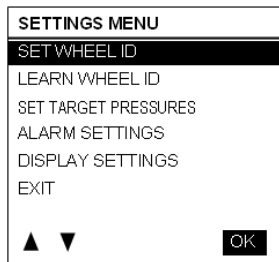 SETTINGS MENU
SET WHEEL ID
LEARN WHEEL ID
SET TARGET PRESSURES
ALARM SETTINGS
DISPLAY SETTINGS
EXIT
OK